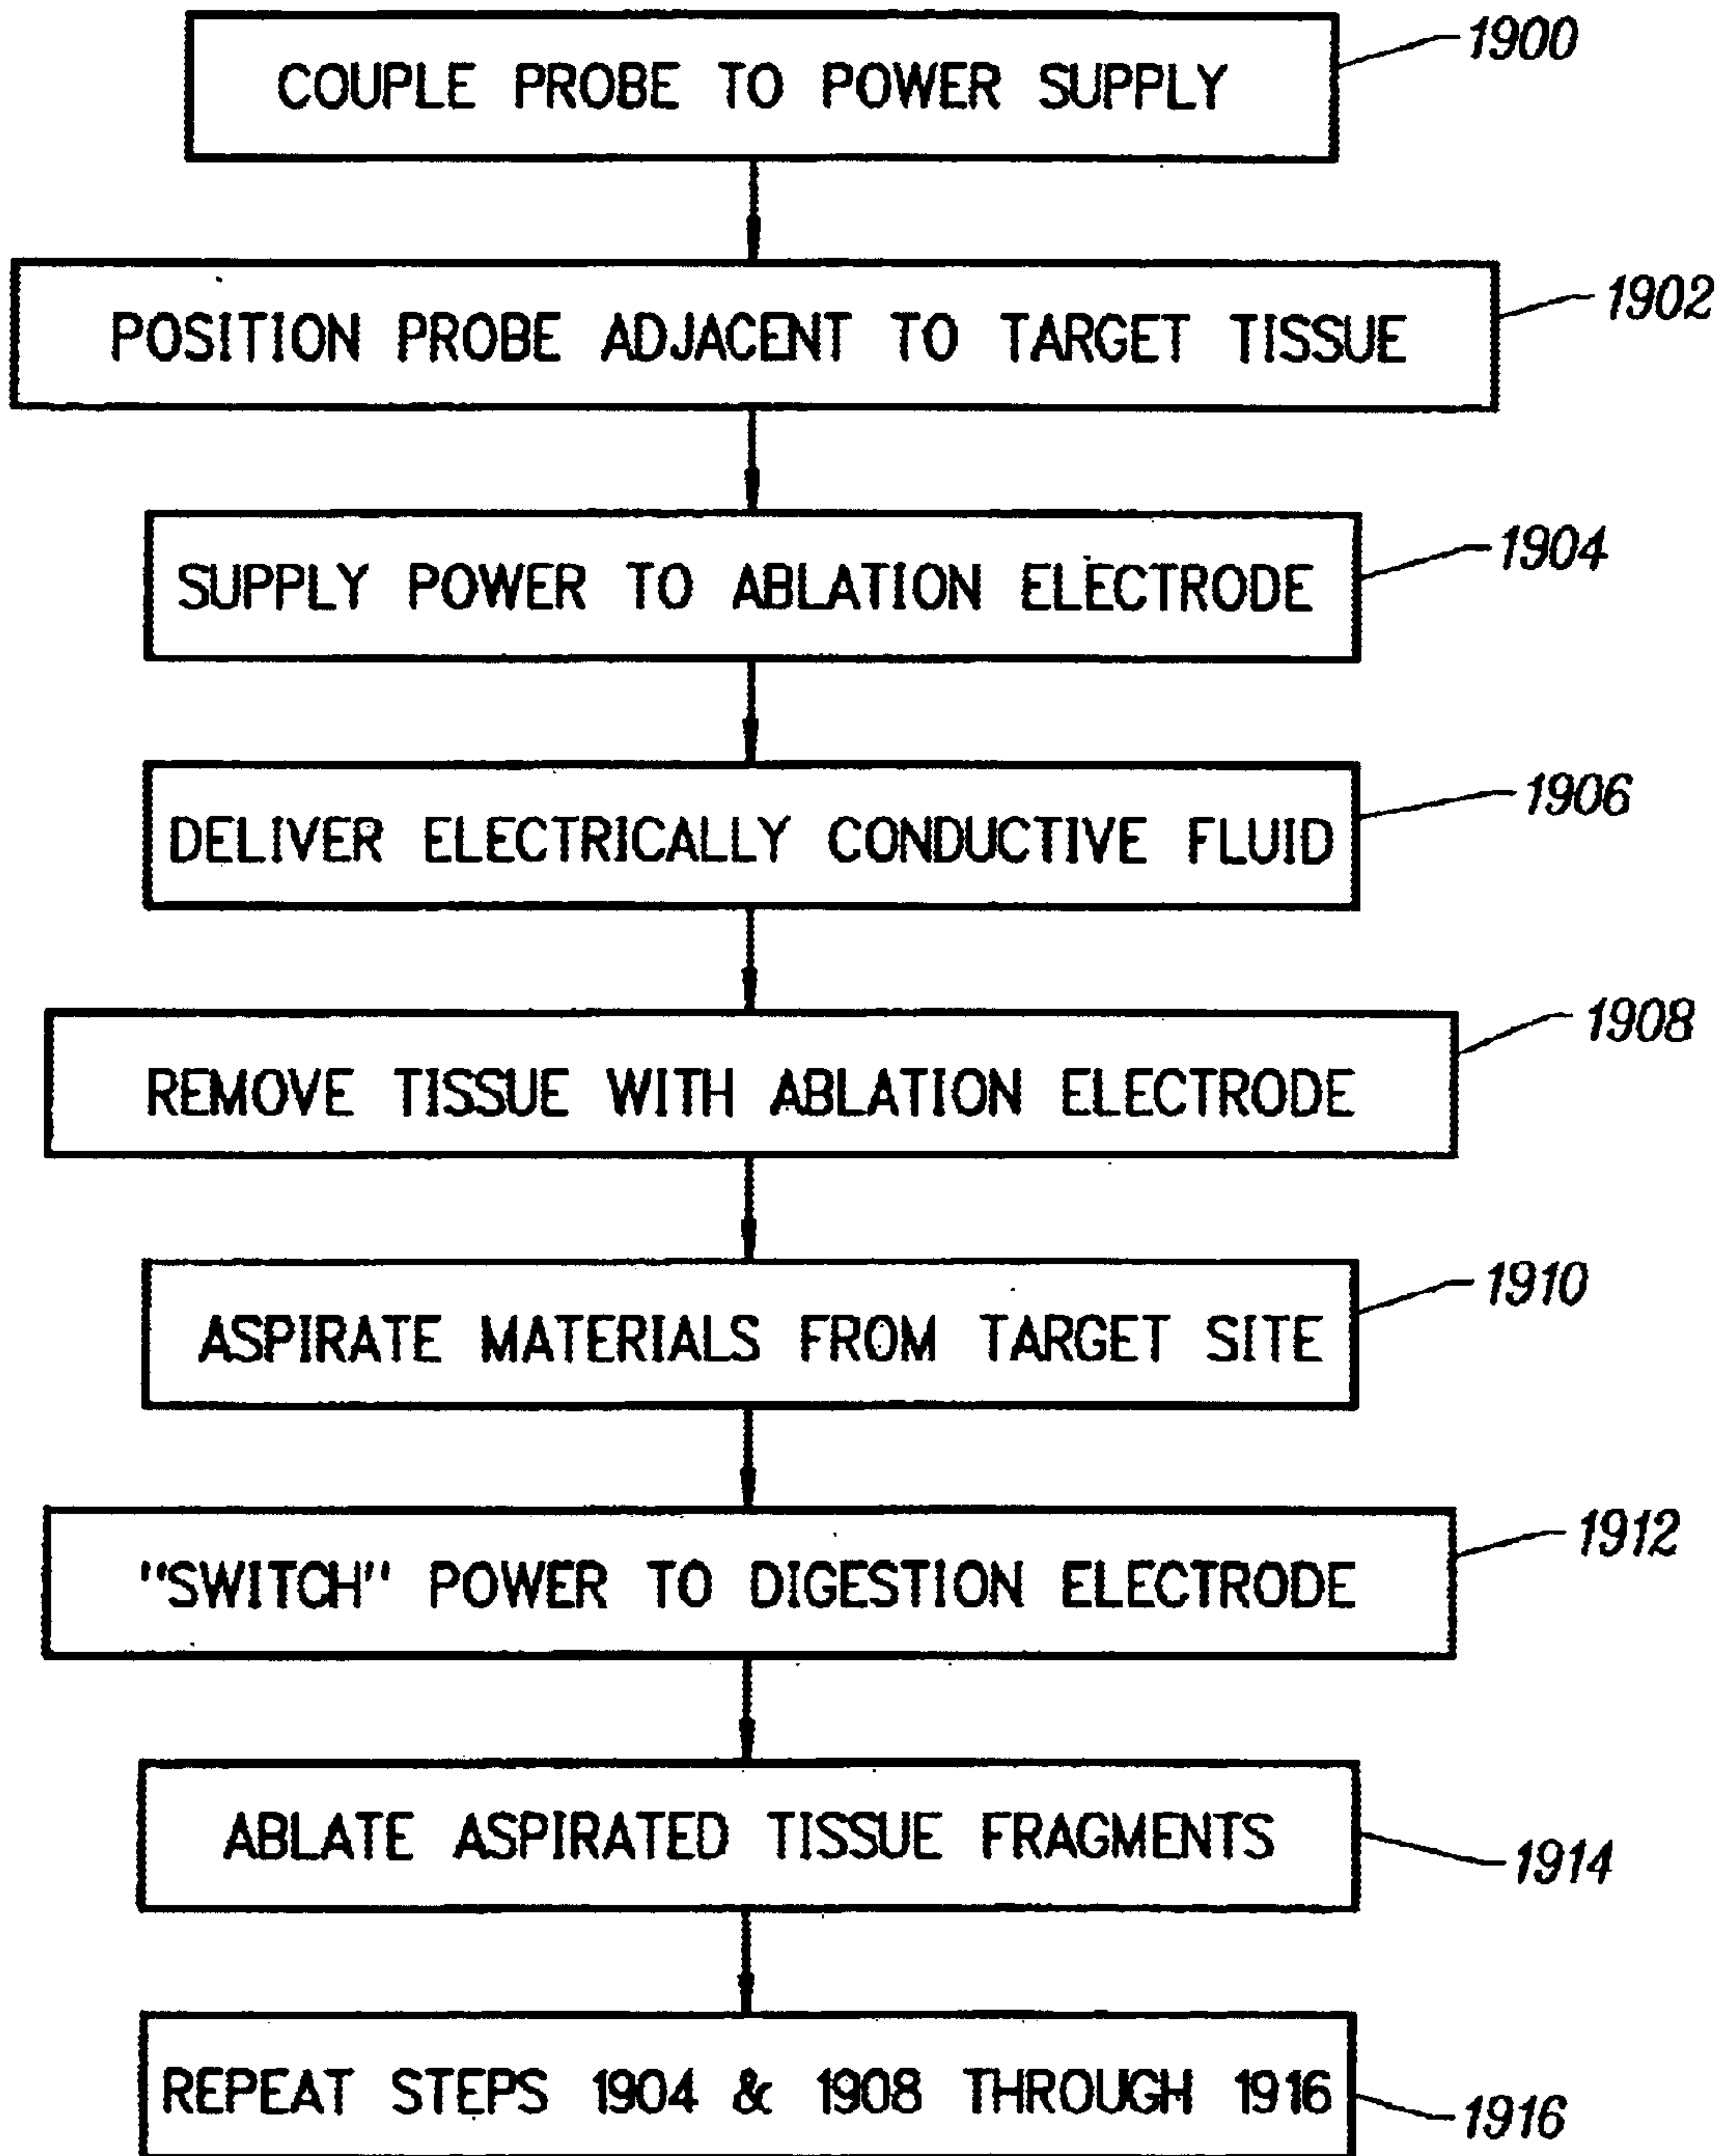 COUPLE PROBE TO POWER SUPPLY
1900
POSITION PROBE ADJACENT TO TARGET TISSUE
1902
SUPPLY POWER TO ABLATION ELECTRODE
1904
DELIVER ELECTRICALLY CONDUCTIVE FLUID
1906
REMOVE TISSUE WITH ABLATION ELECTRODE
1908
ASPIRATE MATERIALS FROM TARGET SITE
1910
"SWITCH" POWER TO DIGESTION ELECTRODE
1912
ABLATE ASPIRATED TISSUE FRAGMENTS
1914
REPEAT STEPS 1904 & 1908 THROUGH 1916
1916